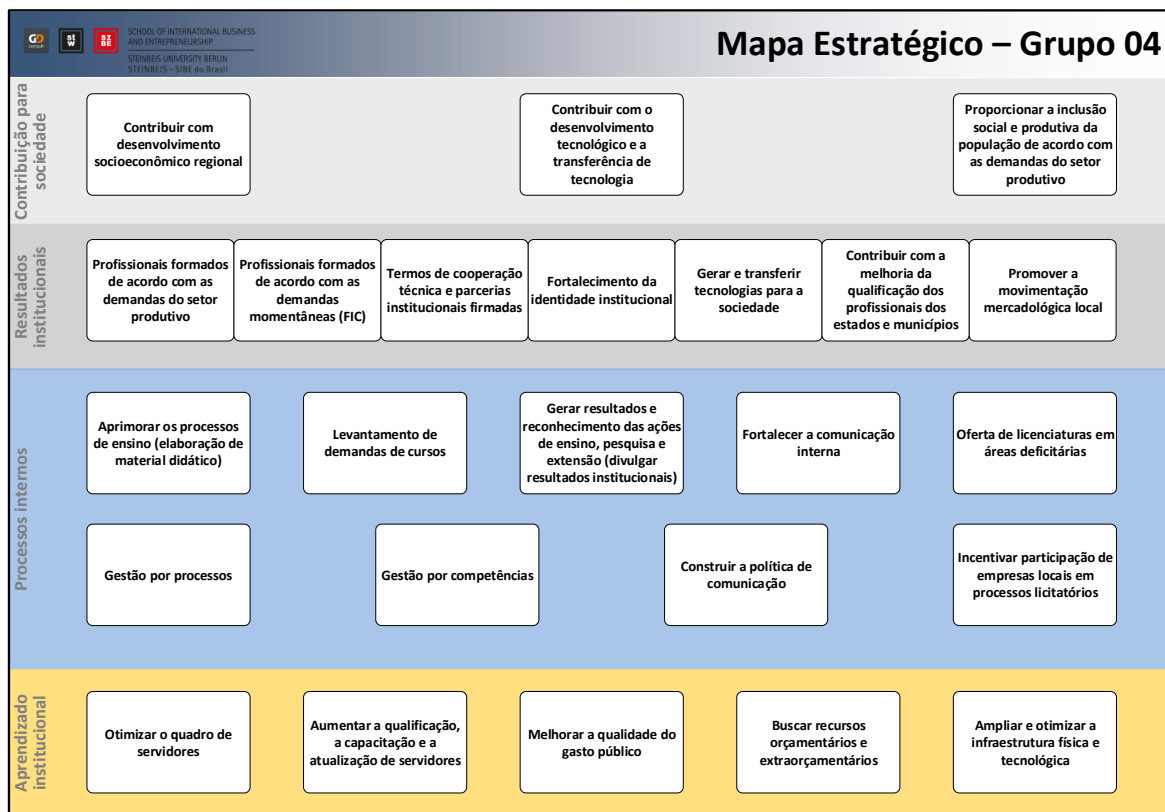 GD
consult
stw
SIBE
SCHOOL OF INTERNATIONAL BUSINESS
AND ENTREPRENEURSHIP
STEINBEIS UNIVERSITY BERLIN
STEINBEIS - SIBE do Brasil
Mapa Estratégico – Grupo 04
Contribuição para
sociedade
Contribuir com
desenvolvimento
socioeconômico regional
Contribuir com o
desenvolvimento
tecnológico e a
transferência de
tecnologia
Proporcionar a inclusão
social e produtiva da
população de acordo com
as demandas do setor
produtivo
Resultados
institucionais
Profissionais formados
de acordo com as
demandas do setor
produtivo
Profissionais formados
de acordo com as
demandas
momentâneas (FIC)
Termos de cooperação
técnica e parcerias
institucionais firmadas
Fortalecimento da
identidade institucional
Gerar e transferir
tecnologias para a
sociedade
Contribuir com a
melhoria da
qualificação dos
profissionais dos
estados e municípios
Promover a
movimentação
mercadológica local
Processos internos
Aprimorar os processos
de ensino (elaboração de
material didático)
Levantamento de
demandas de cursos
Gerar resultados e
reconhecimento das ações
de ensino, pesquisa e
extensão (divulgar
resultados institucionais)
Fortalecer a comunicação
interna
Oferta de licenciaturas em
áreas deficitárias
Gestão por processos
Gestão por competências
Construir a política de
comunicação
Incentivar participação de
empresas locais em
processos licitatórios
Aprendizado
institucional
Otimizar o quadro de
servidores
Aumentar a qualificação,
a capacitação e a
atualização de servidores
Melhorar a qualidade do
gasto público
Buscar recursos
orçamentários e
extraorçamentários
Ampliar e otimizar a
infraestrutura física e
tecnológica